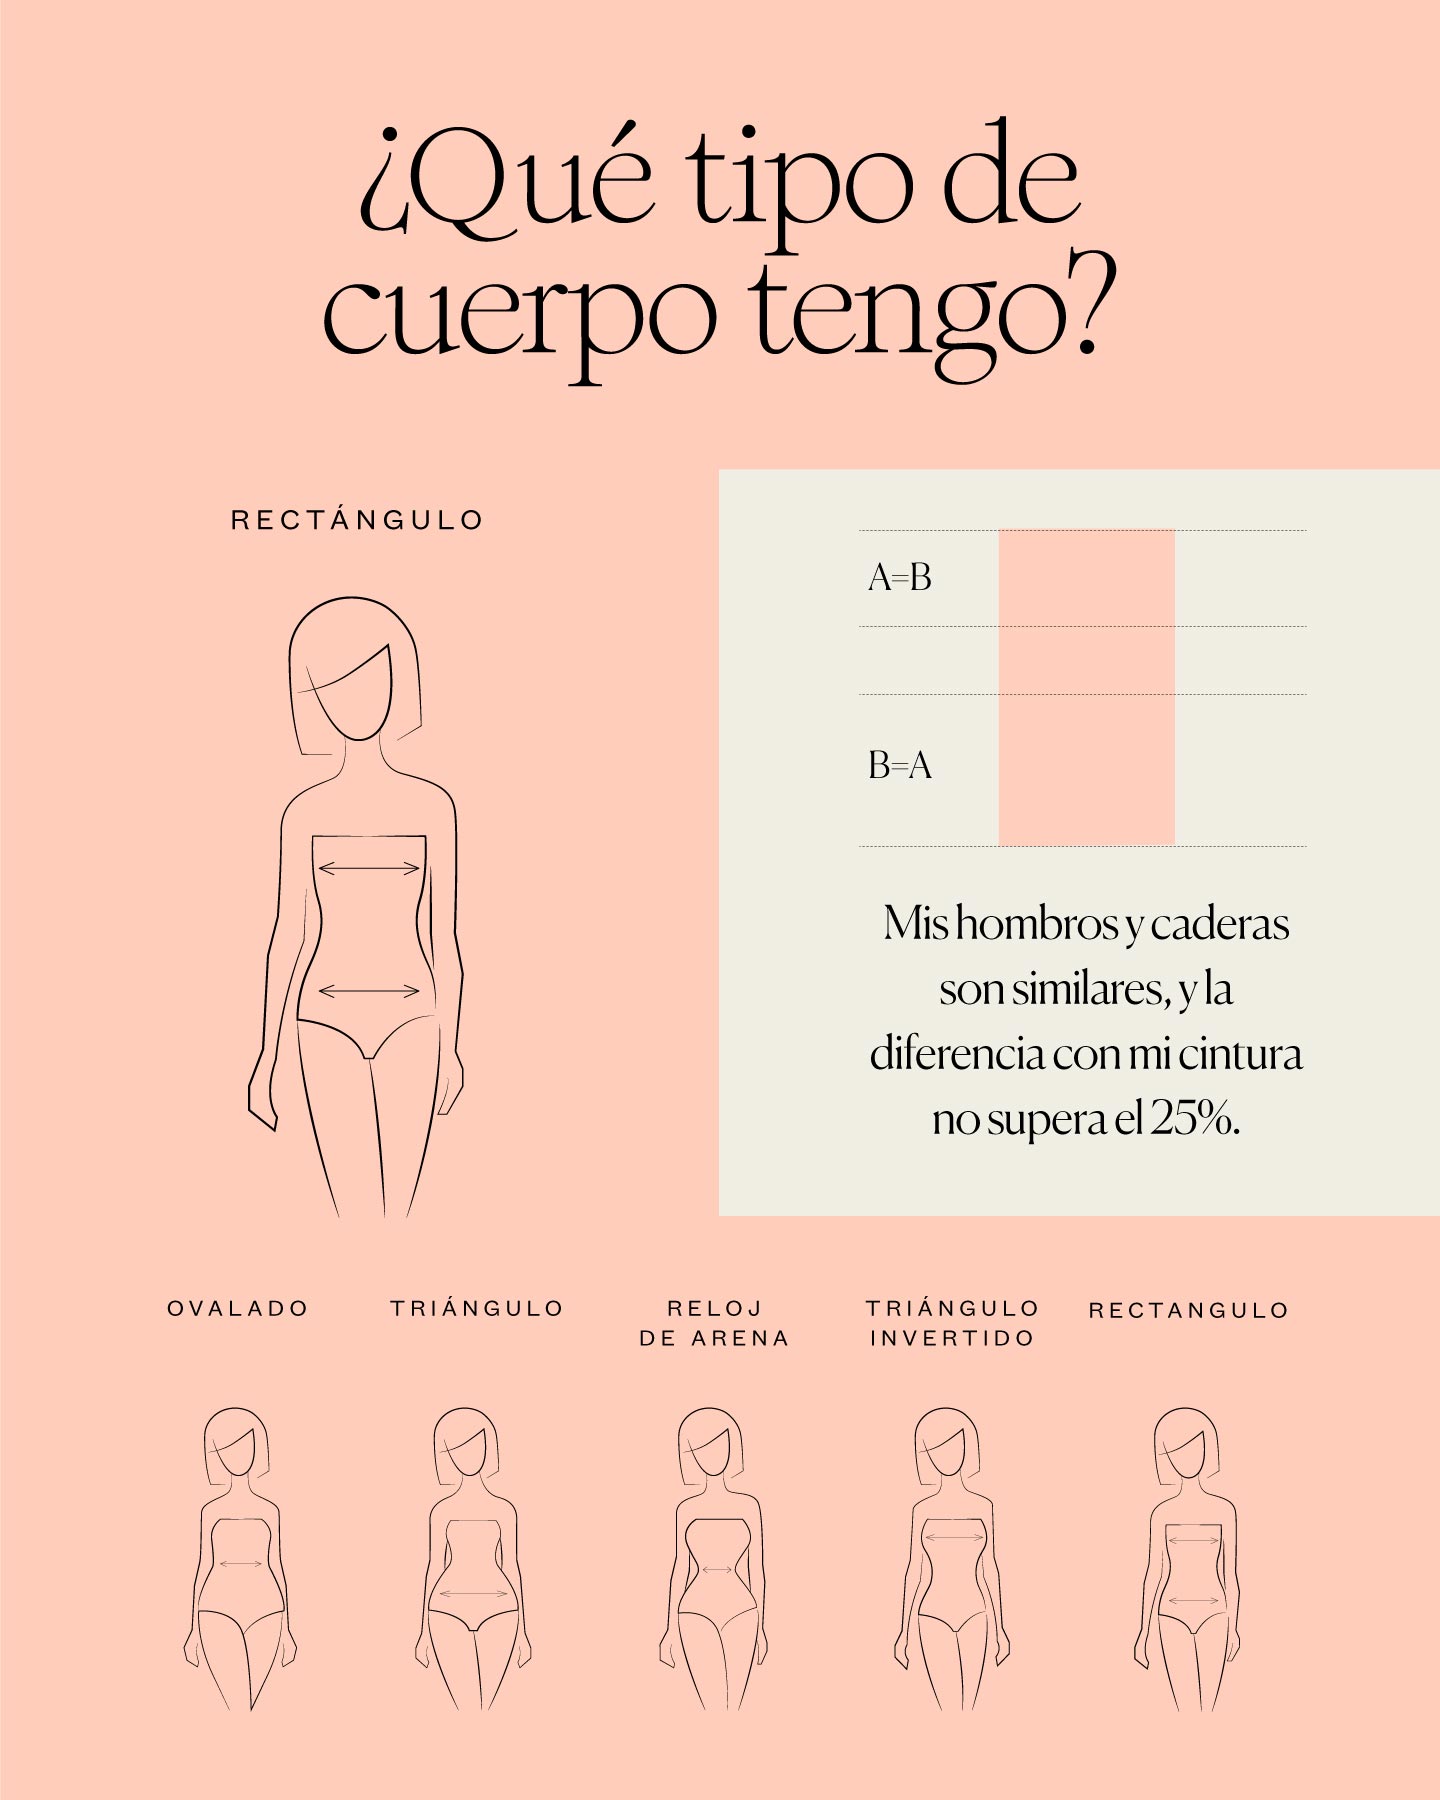 ¿Qué tipo de
cuerpo tengo?
RECTÁNGULO
A=B
B=A
Mis hombros y caderas
son similares, y la
diferencia con mi cintura
no supera el 25%.
OVALADO
TRIÁNGULO
RELOJ
DE ARENA
TRIÁNGULO
INVERTIDO
RECTANGULO